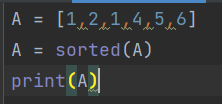 A = [1,2,1,4,5,6]
A = sorted(A)
print(A)